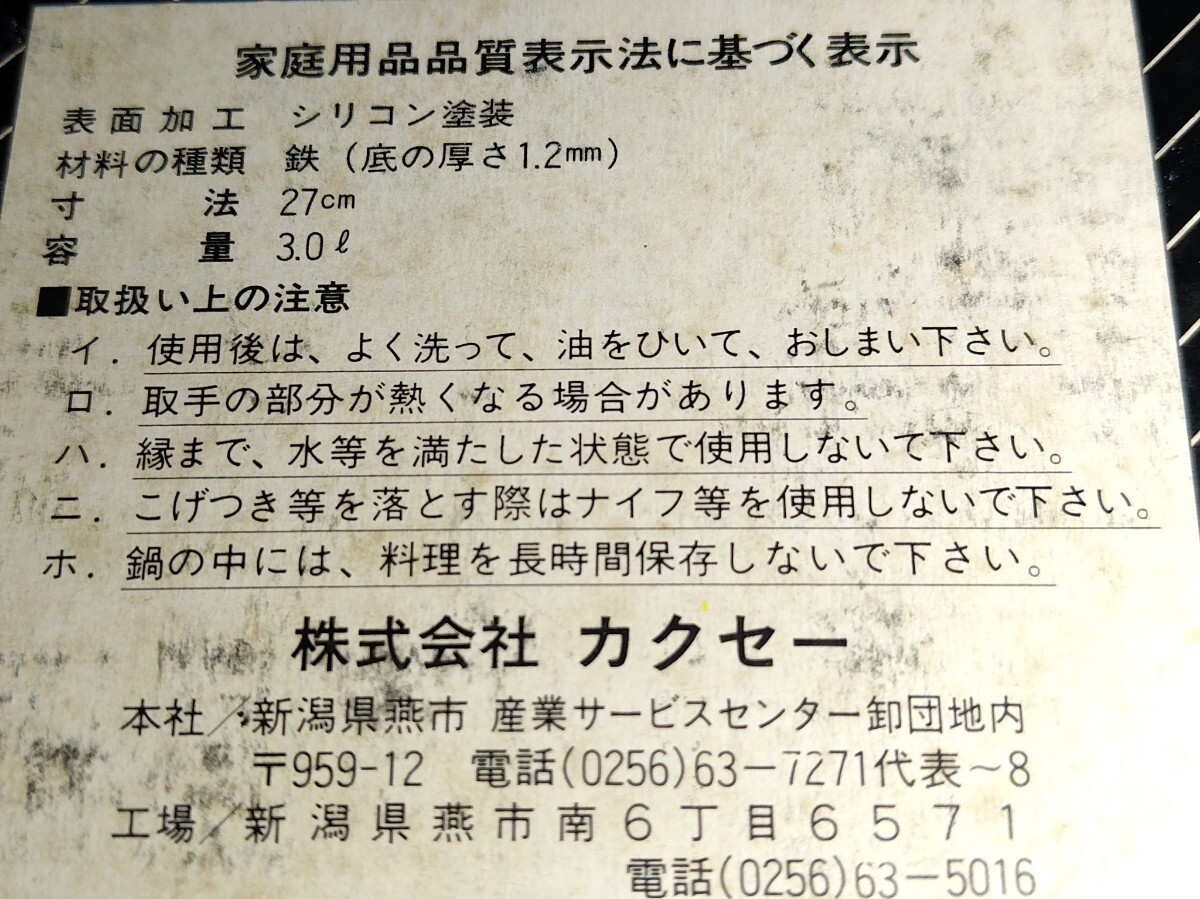 家庭用品品質表示法に基づく表示
表面加工 シリコン塗装
材料の種類 鉄（底の厚さ1.2mm）
寸法 27cm
容量 3.0ℓ
■取扱い上の注意
イ．使用後は、よく洗って、油をひいて、おしまい下さい。
ロ．取手の部分が熱くなる場合があります。
ハ．縁まで、水等を満たした状態で使用しないで下さい。
ニ．こげつき等を落とす際はナイフ等を使用しないで下さい。
ホ．鍋の中には、料理を長時間保存しないで下さい。
株式会社 カクセー
本社／新潟県燕市 産業サービスセンター卸団地内
〒959-12 電話(0256)63－7271代表～8
工場／新潟県燕市南6丁目6571
電話(0256)63－5016